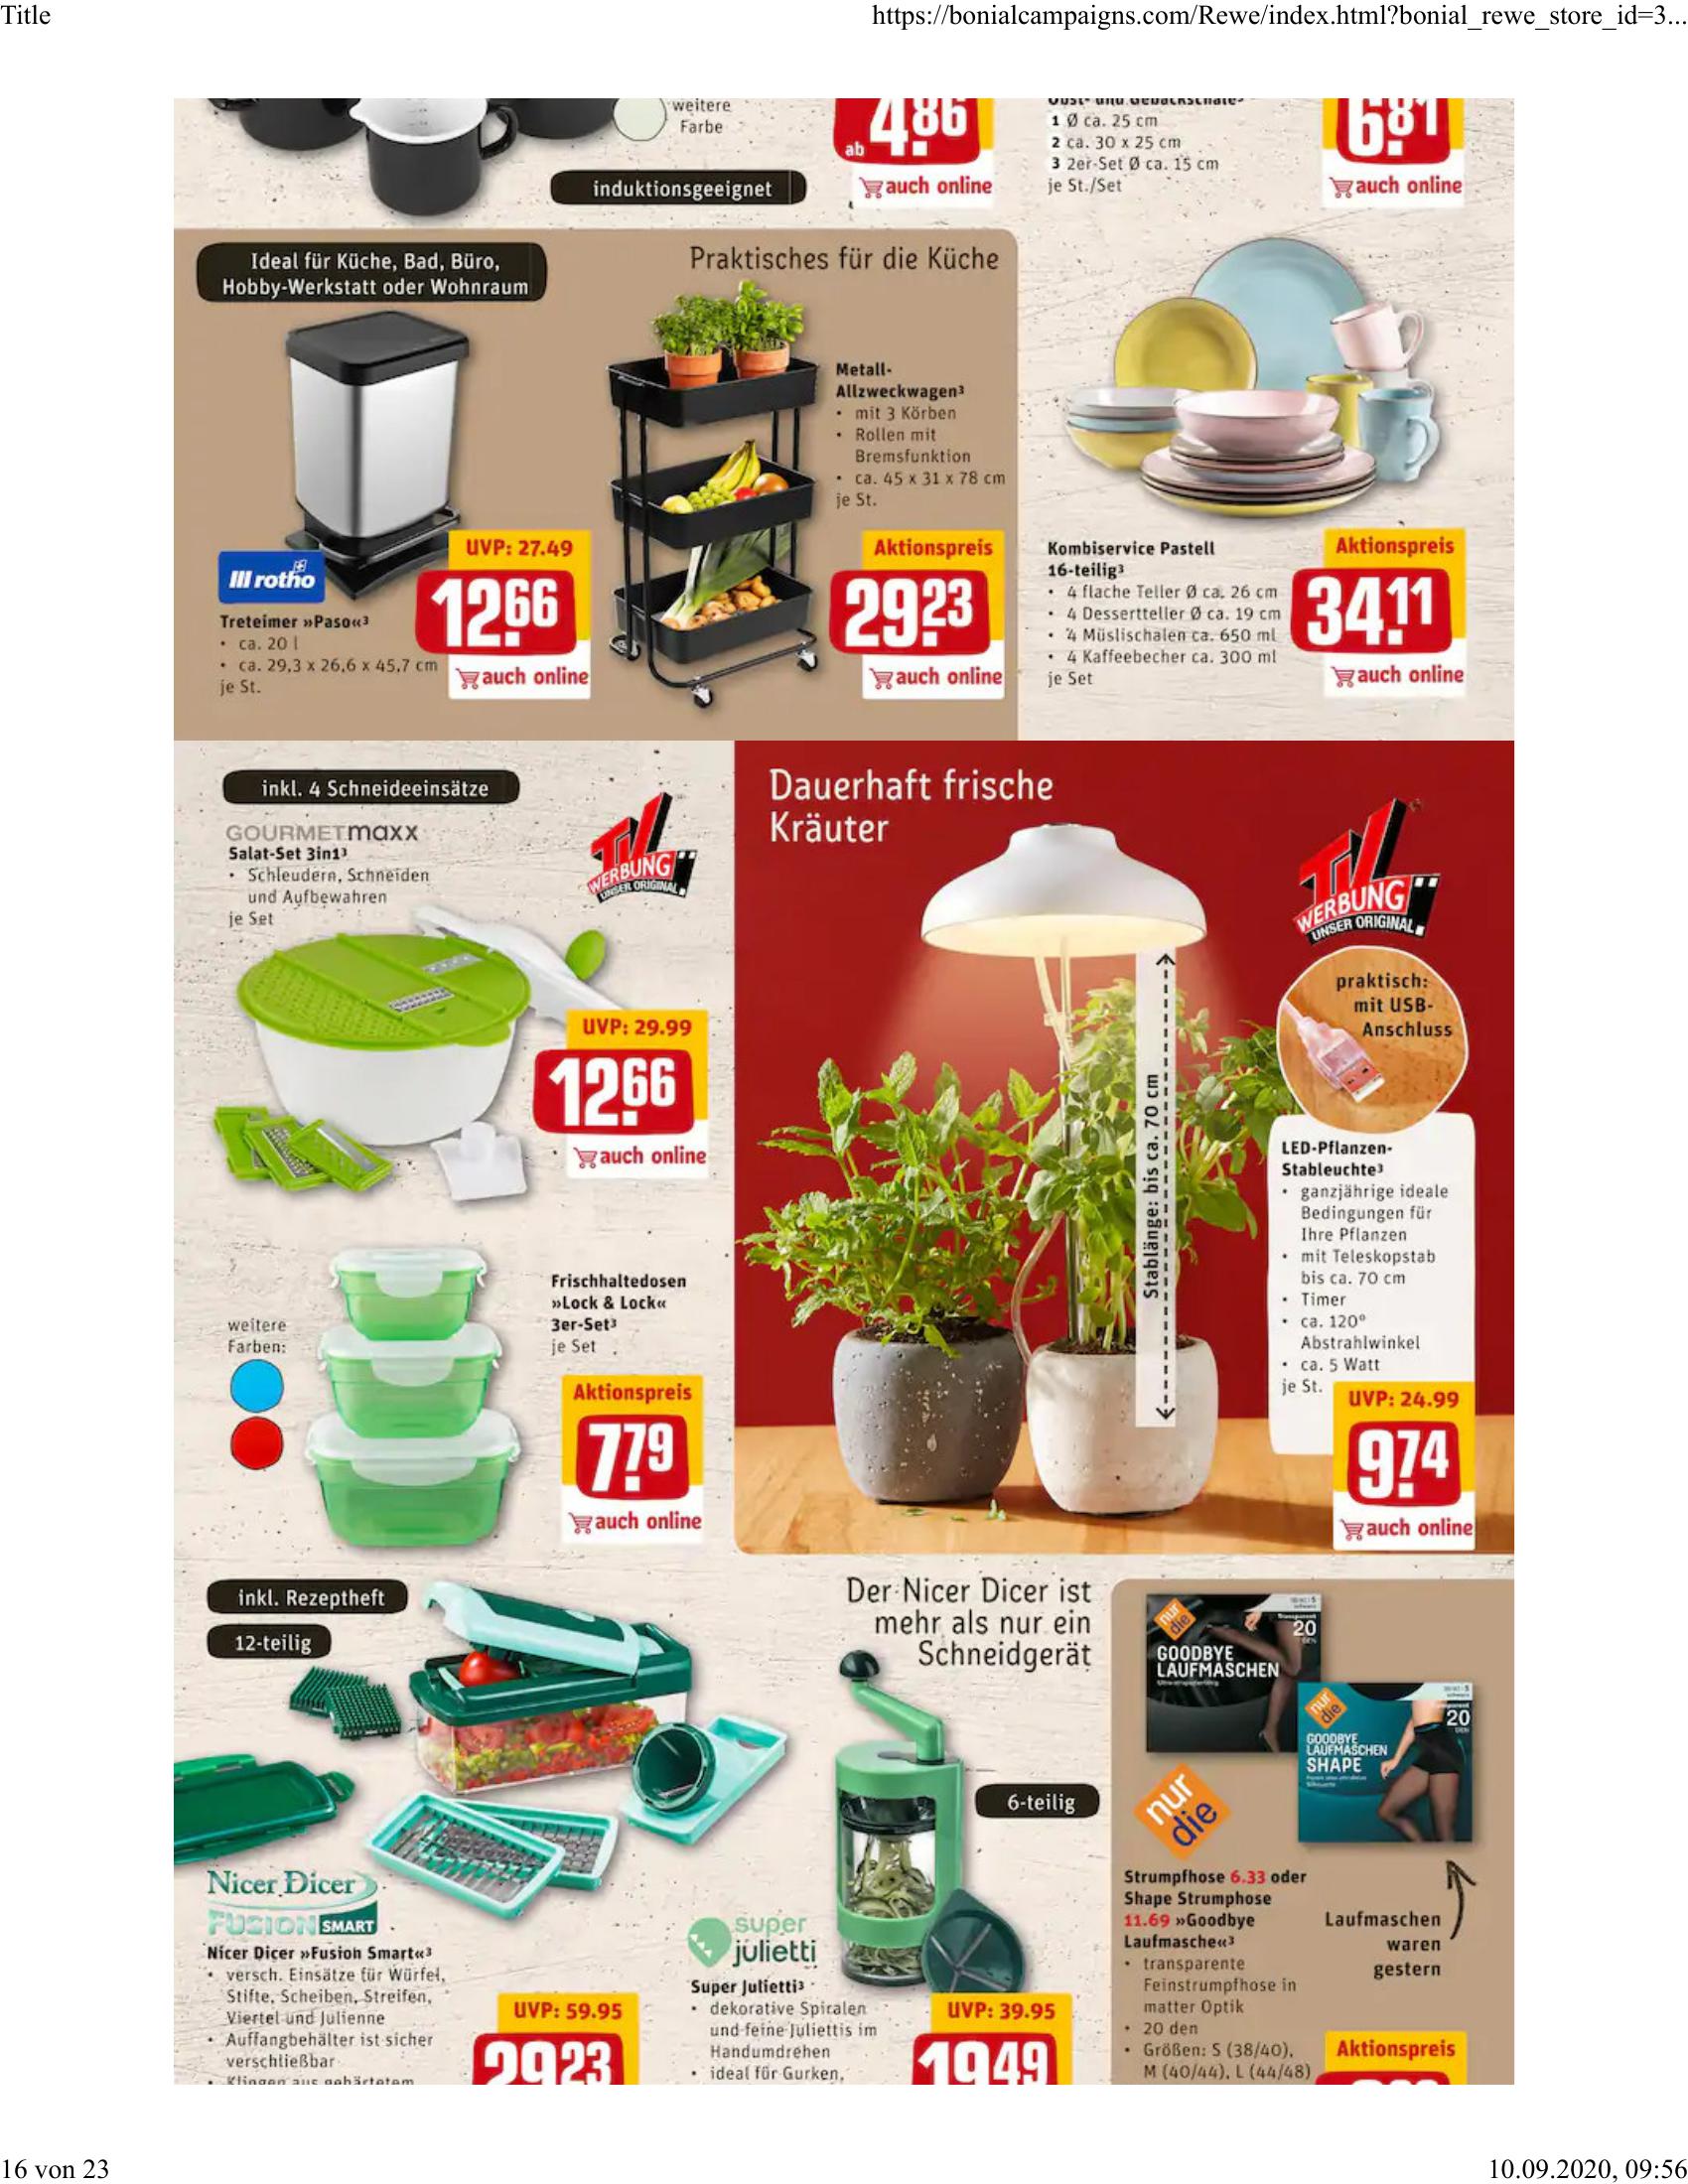 Title
https://bonialcampaigns.com/Rewe/index.html?bonial_rewe_store_id=3...
weitere
Farbe
induktionsgeeignet
ab 4.86
auch online
Obst- und Gebäckschale³
1 Ø ca. 25 cm
2 ca. 30 x 25 cm
3 2er-Set Ø ca. 15 cm
je St./Set
6.81
auch online
Ideal für Küche, Bad, Büro,
Hobby-Werkstatt oder Wohnraum
Praktisches für die Küche
rotho
Treteimer »Paso«³
• ca. 20 l
• ca. 29,3 x 26,6 x 45,7 cm
je St.
UVP: 27.49
12.66
auch online
Metall-
Allzweckwagen³
• mit 3 Körben
• Rollen mit
Bremsfunktion
• ca. 45 x 31 x 78 cm
je St.
Aktionspreis
29.23
auch online
Kombiservice Pastell
16-teilig³
• 4 flache Teller Ø ca. 26 cm
• 4 Dessertteller Ø ca. 19 cm
• 4 Müslischalen ca. 650 ml
• 4 Kaffeebecher ca. 300 ml
je Set
Aktionspreis
34.11
auch online
inkl. 4 Schneideeinsätze
GOURMETmaxx
Salat-Set 3in1³
• Schleudern, Schneiden
und Aufbewahren
je Set
TV
WERBUNG
UNSER ORIGINAL
UVP: 29.99
12.66
auch online
weitere
Farben:
Frischhaltedosen
»Lock & Lock«
3er-Set³
je Set
Aktionspreis
7.79
auch online
Dauerhaft frische
Kräuter
TV
WERBUNG
UNSER ORIGINAL
praktisch:
mit USB-
Anschluss
Stablänge: bis ca. 70 cm
LED-Pflanzen-
Stableuchte³
• ganzjährige ideale
Bedingungen für
Ihre Pflanzen
• mit Teleskopstab
bis ca. 70 cm
• Timer
• ca. 120°
Abstrahlwinkel
• ca. 5 Watt
je St.
UVP: 24.99
9.74
auch online
inkl. Rezeptheft
12-teilig
Nicer Dicer
FUSION SMART
Nicer Dicer »Fusion Smart«³
• versch. Einsätze für Würfel,
Stifte, Scheiben, Streifen,
Viertel und Julienne
• Auffangbehälter ist sicher
verschließbar
• Klingen aus gehärtetem
UVP: 59.95
29.23
Der Nicer Dicer ist
mehr als nur ein
Schneidgerät
6-teilig
super
julietti
Super Julietti³
• dekorative Spiralen
und feine Juliettis im
Handumdrehen
• ideal für Gurken,
UVP: 39.95
19.49
nur
die
20
GOODBYE
LAUFMASCHEN
nur
die
20
GOODBYE
LAUFMASCHEN
SHAPE
nur
die
Strumpfhose 6.33 oder
Shape Strumphose
11.69 »Goodbye
Laufmasche«³
• transparente
Feinstrumpfhose in
matter Optik
• 20 den
• Größen: S (38/40),
M (40/44), L (44/48)
Laufmaschen
waren
gestern
Aktionspreis
16 von 23
10.09.2020, 09:56